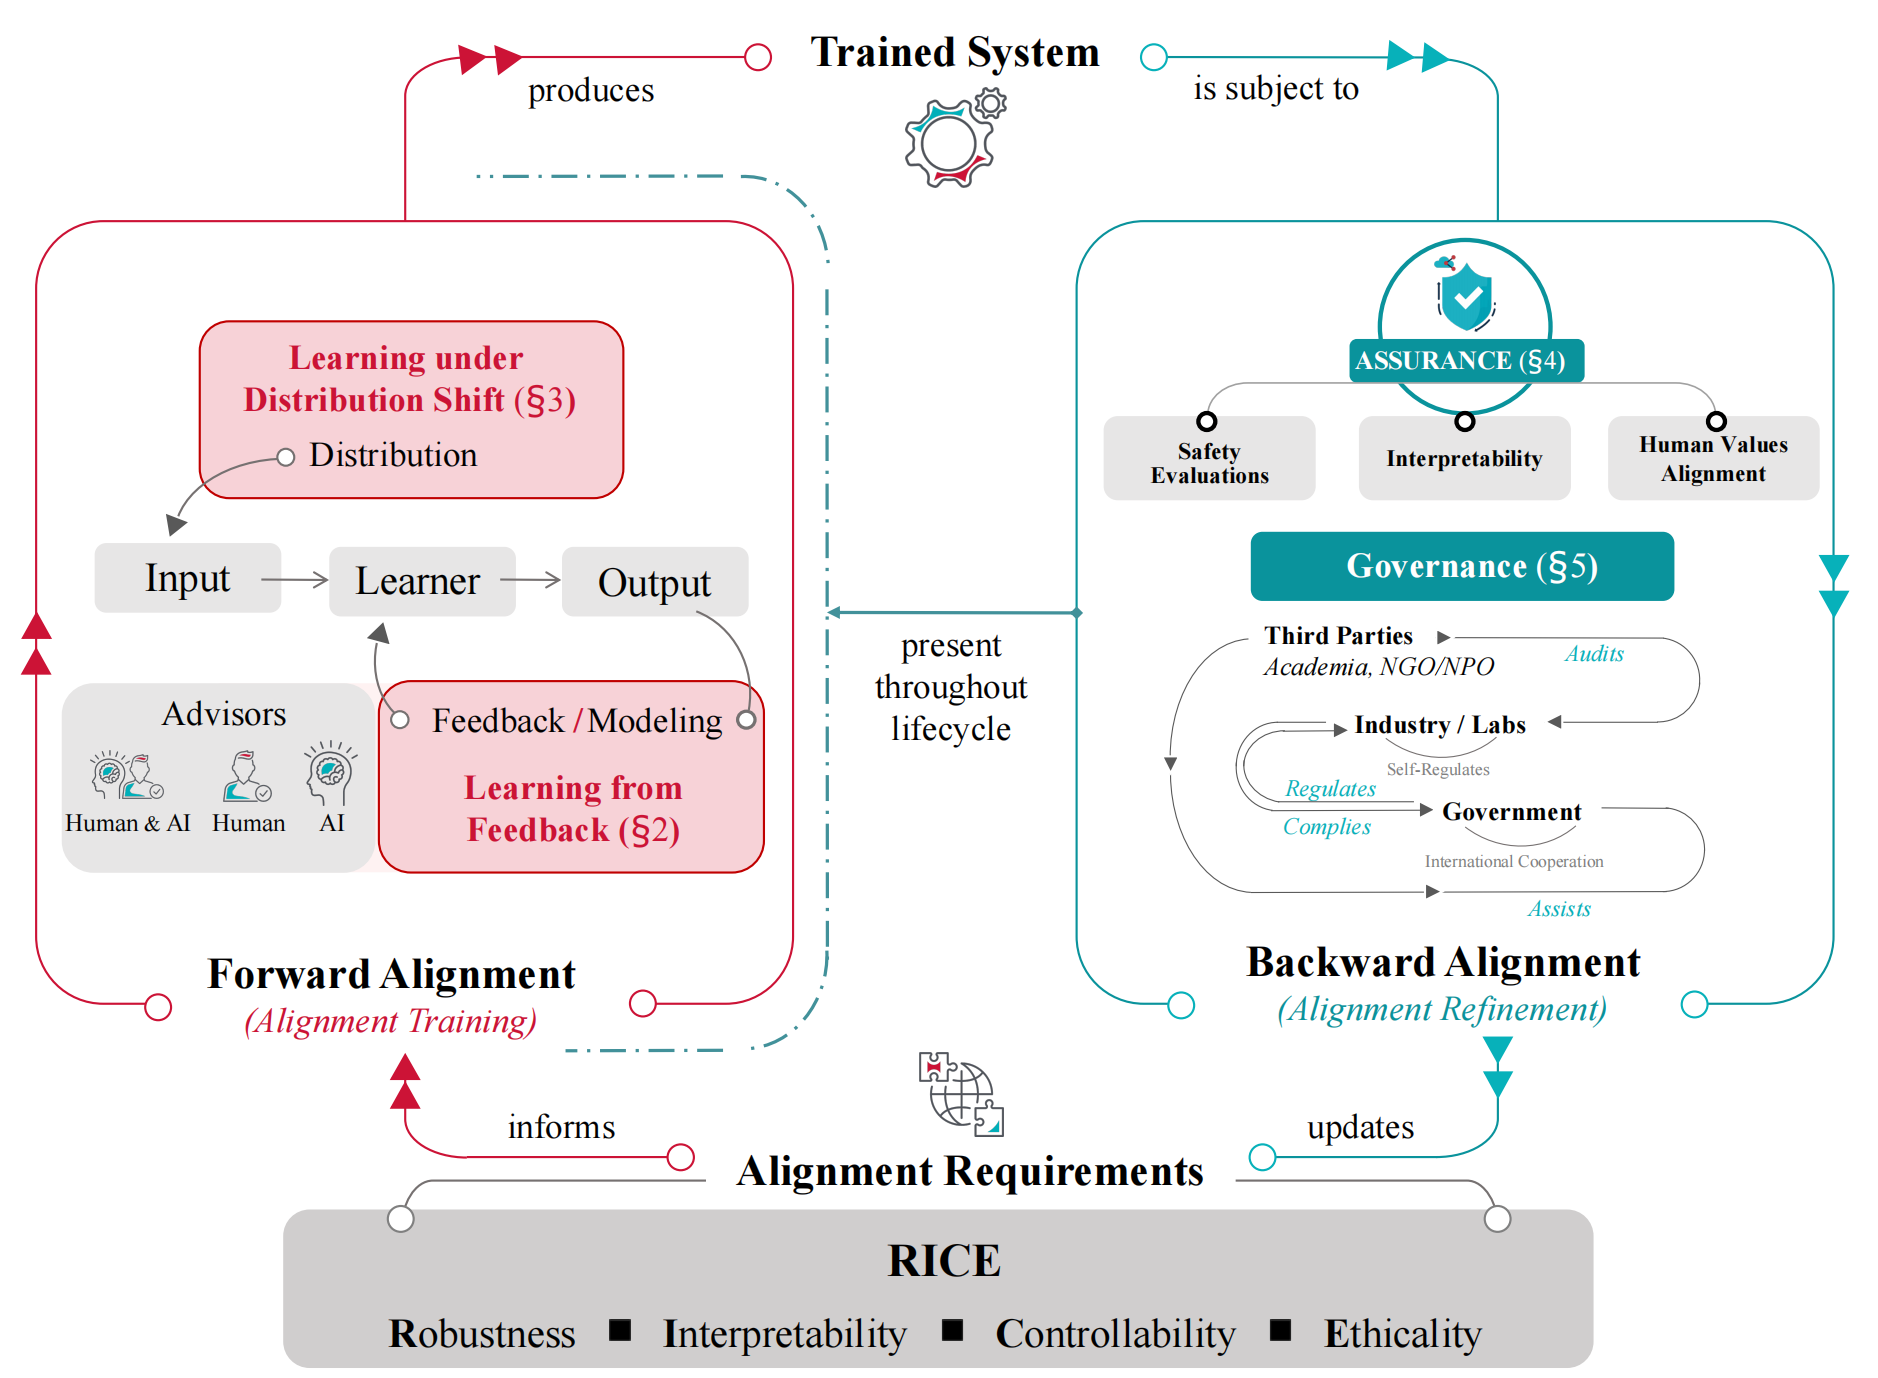 Trained System
produces
is subject to
Learning under
Distribution Shift (§3)
Distribution
Input
Learner
Output
Advisors
Human & AI
Human
AI
Feedback / Modeling
Learning from
Feedback (§2)
Forward Alignment
(Alignment Training)
present
throughout
lifecycle
ASSURANCE (§4)
Safety
Evaluations
Interpretability
Human Values
Alignment
Governance (§5)
Third Parties
Academia, NGO/NPO
Audits
Industry / Labs
Self-Regulates
Regulates
Complies
Government
International Cooperation
Assists
Backward Alignment
(Alignment Refinement)
informs
updates
Alignment Requirements
RICE
Robustness ■ Interpretability ■ Controllability ■ Ethicality